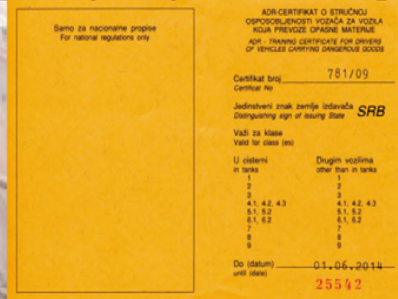 Samo za nacionalne propise
For national regulations only
ADR-CERTIFIKAT O STRUČNOJ
OSPOSOBLJENOSTI VOZAČA ZA VOZILA
KOJA PREVOZE OPASNE MATERIJE
ADR - TRAINING CERTIFICATE FOR DRIVERS
OF VEHICLES CARRYING DANGEROUS GOODS
Certifikat broj 781/09
Certificat No
Jedinstveni znak zemlje izdavača SRB
Distinguishing sign of issuing State
Važi za klase
Valid for class (es)
U cisterni Drugim vozilima
in tanks other than in tanks
1 1
2 2
3 3
4.1, 4.2, 4.3 4.1, 4.2, 4.3
5.1, 5.2 5.1, 5.2
6.1, 6.2 6.1, 6.2
7 7
8 8
9 9
Do (datum) 01.06.2014
until (date)
25542